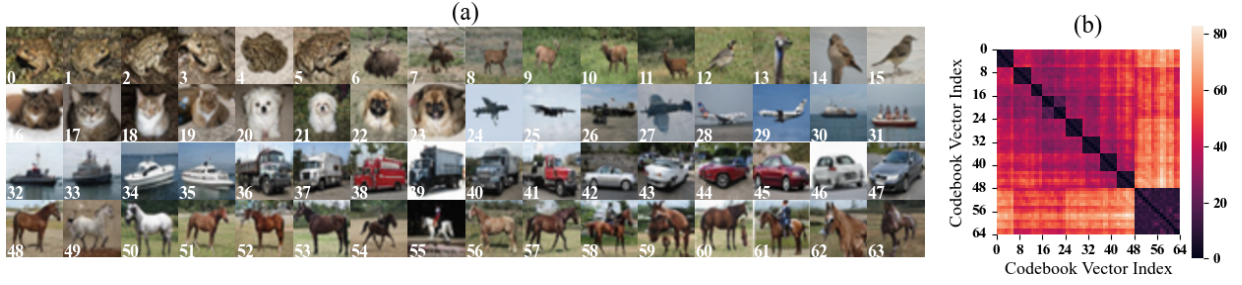 (a)
0 1 2 3 4 5 6 7 8 9 10 11 12 13 14 15
16 17 18 19 20 21 22 23 24 25 26 27 28 29 30 31
32 33 34 35 36 37 38 39 40 41 42 43 44 45 46 47
48 49 50 51 52 53 54 55 56 57 58 59 60 61 62 63
(b)
Codebook Vector Index
0
8
16
24
32
40
48
56
64
0 8 16 24 32 40 48 56 64
Codebook Vector Index
80
60
40
20
0